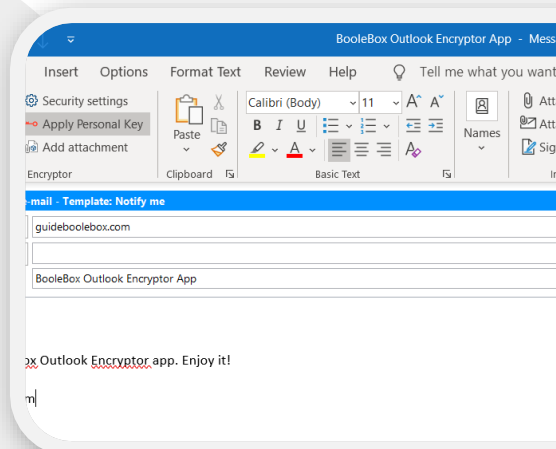 BooleBox Outlook Encryptor App - Mess
Insert Options Format Text Review Help Tell me what you want
Security settings
Apply Personal Key
Add attachment
Encryptor
Paste
Clipboard
Calibri (Body) 11 A A
B I U A A
Basic Text
Names
Att
Att
Sig
In
-mail - Template: Notify me
guideboolebox.com
BooleBox Outlook Encryptor App
ox Outlook Encryptor app. Enjoy it!
m